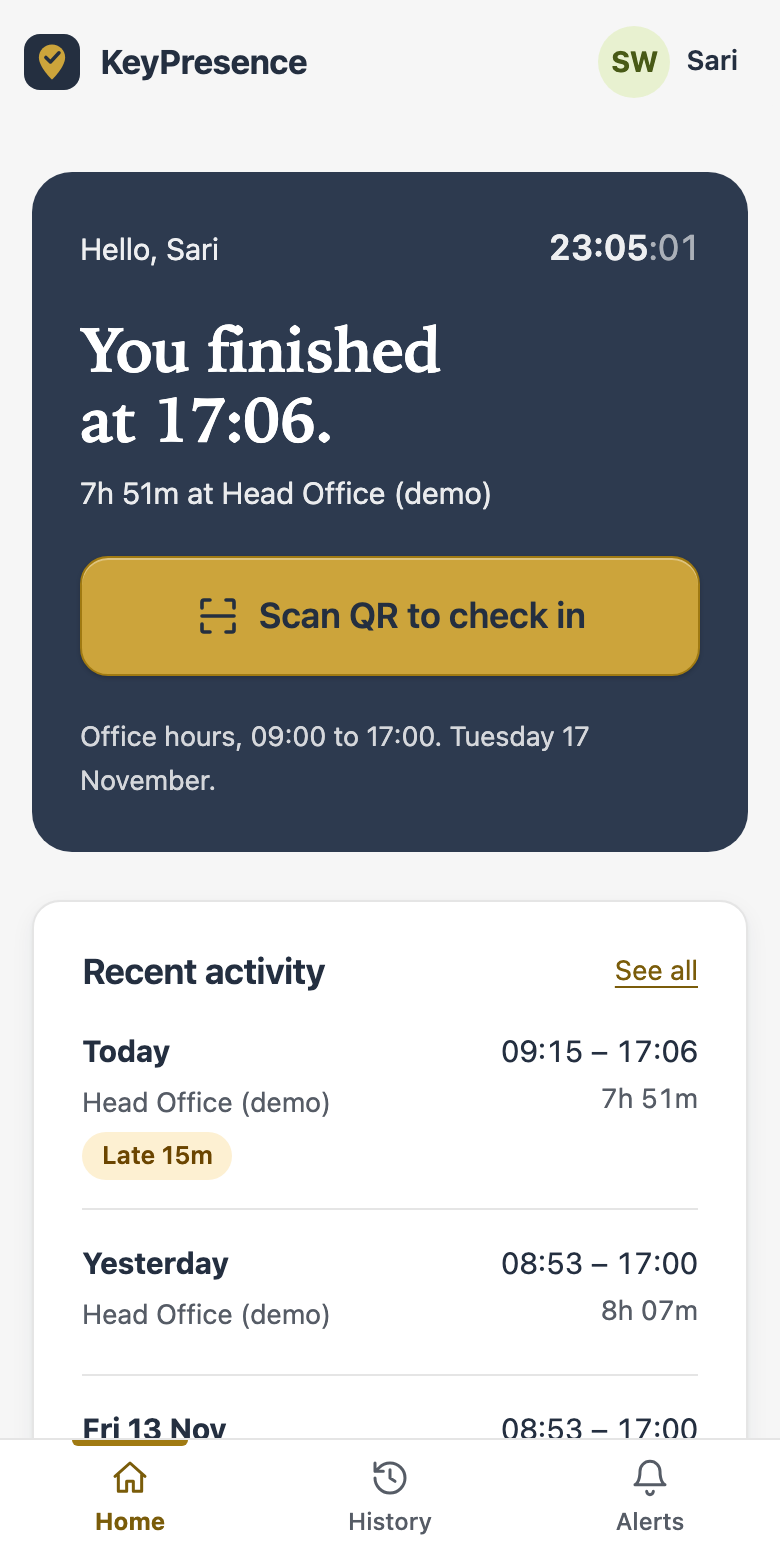 KeyPresence
SW
Sari
Hello, Sari
23:05:01
You finished
at 17:06.
7h 51m at Head Office (demo)
Scan QR to check in
Office hours, 09:00 to 17:00. Tuesday 17
November.
Recent activity
See all
Today
09:15 – 17:06
Head Office (demo)
7h 51m
Late 15m
Yesterday
08:53 – 17:00
Head Office (demo)
8h 07m
Fri 13 Nov
08:53 – 17:00
Home
History
Alerts